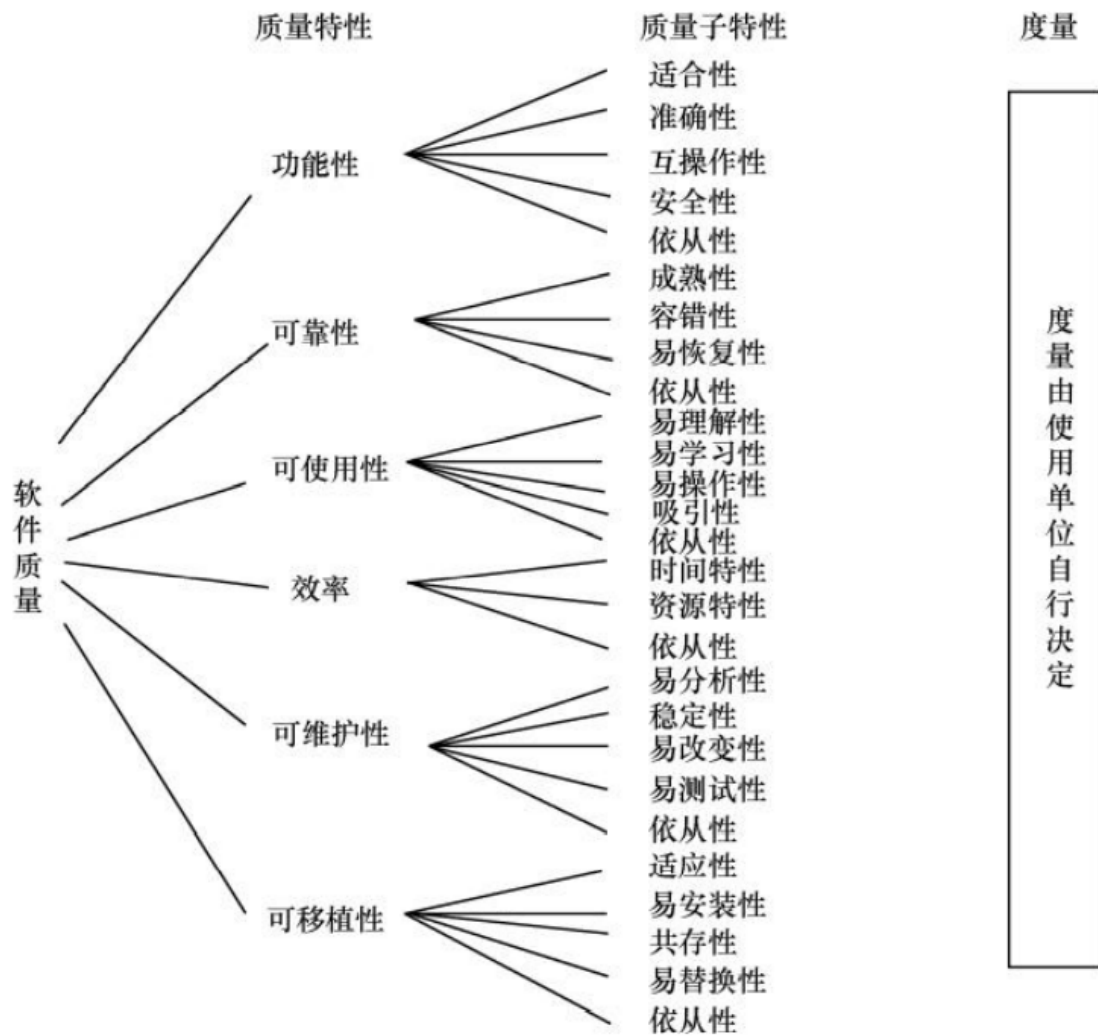 质量特性
质量子特性
度量
软件质量
功能性
适合性
准确性
互操作性
安全性
依从性
可靠性
成熟性
容错性
易恢复性
依从性
可使用性
易理解性
易学习性
易操作性
吸引性
依从性
效率
时间特性
资源特性
依从性
可维护性
易分析性
稳定性
易改变性
易测试性
依从性
可移植性
适应性
易安装性
共存性
易替换性
依从性
度量由使用单位自行决定